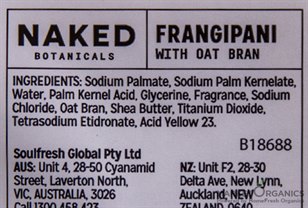 NAKED
BOTANICALS
FRANGIPANI
WITH OAT BRAN
INGREDIENTS: Sodium Palmate, Sodium Palm Kernelate,
Water, Palm Kernel Acid, Glycerine, Fragrance, Sodium
Chloride, Oat Bran, Shea Butter, Titanium Dioxide,
Tetrasodium Etidronate, Acid Yellow 23.
B18688
Soulfresh Global Pty Ltd
AUS: Unit 4, 28-50 Cyanamid
Street, Laverton North,
VIC, AUSTRALIA, 3026
NZ: Unit F2, 28-30
Delta Ave, New Lynn,
Auckland, NEW